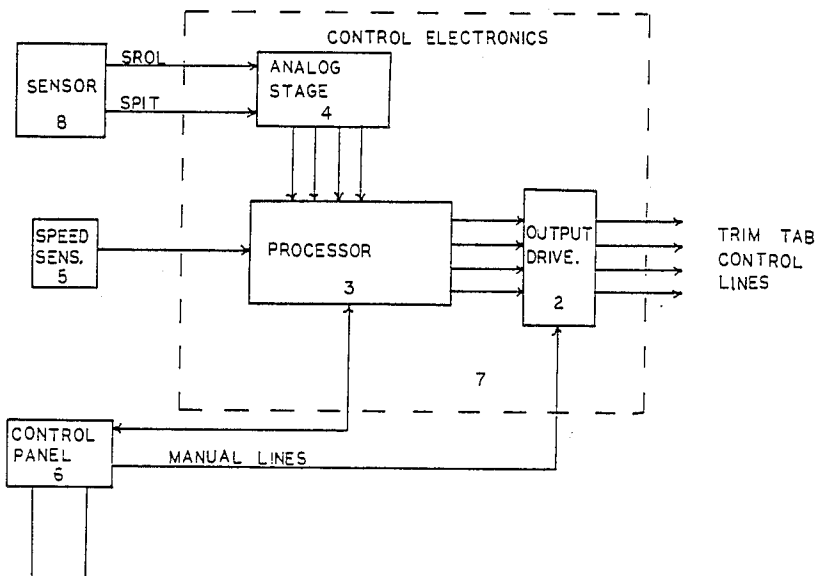 CONTROL ELECTRONICS
SENSOR
8
SROL
SPIT
ANALOG
STAGE
4
SPEED
SENS.
5
PROCESSOR
3
OUTPUT
DRIVE.
2
TRIM TAB
CONTROL
LINES
7
CONTROL
PANEL
6
MANUAL LINES